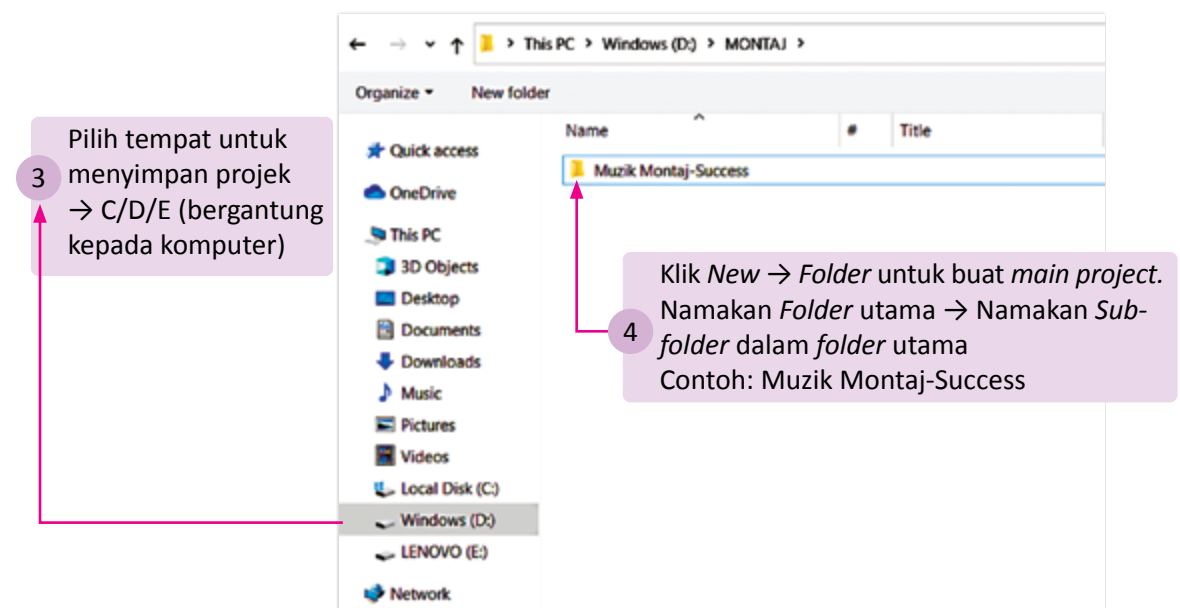 This PC > Windows (D:) > MONTAJ >
Organize
New folder
3
Pilih tempat untuk
menyimpan projek
→ C/D/E (bergantung
kepada komputer)
Quick access
OneDrive
This PC
3D Objects
Desktop
Documents
Downloads
Music
Pictures
Videos
Local Disk (C:)
Windows (D:)
LENOVO (E:)
Network
Name
#
Title
Muzik Montaj-Success
4
Klik New → Folder untuk buat main project.
Namakan Folder utama → Namakan Sub-
folder dalam folder utama
Contoh: Muzik Montaj-Success